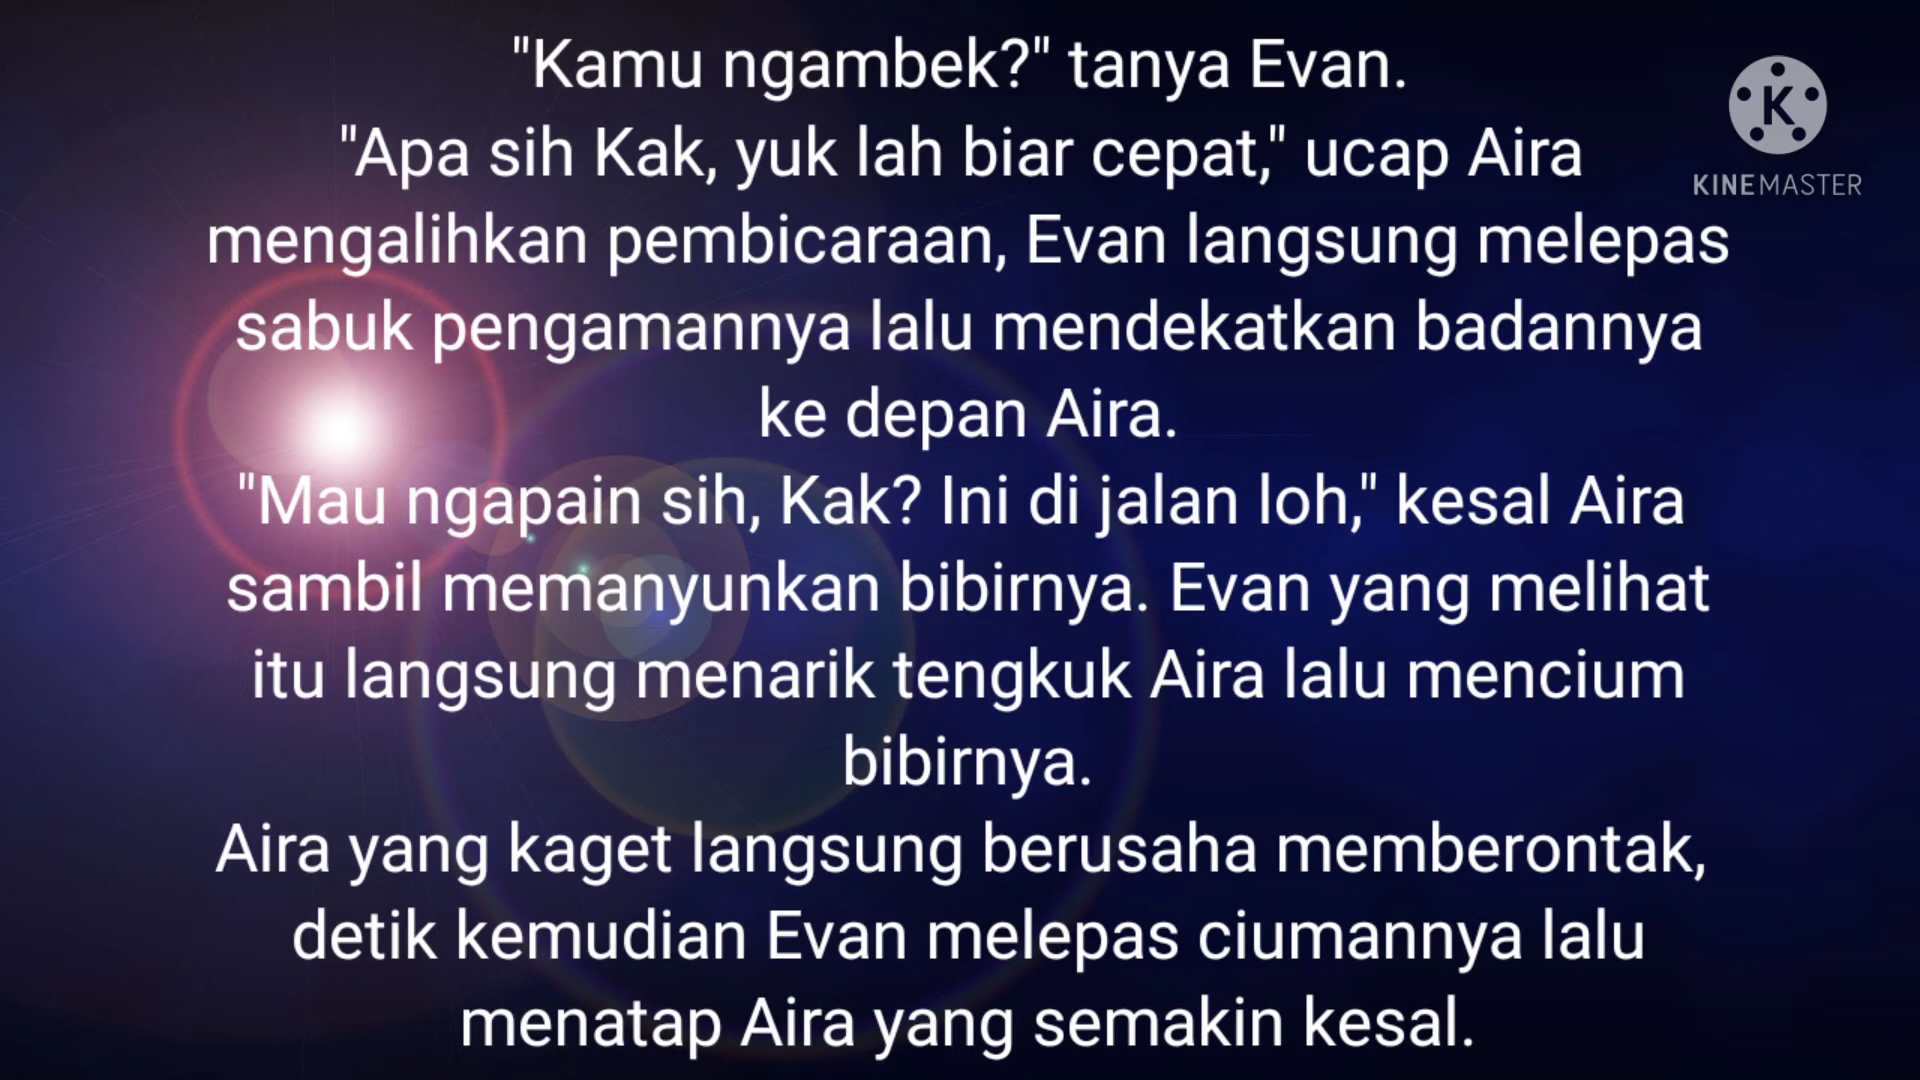 "Kamu ngambek?" tanya Evan.
"Apa sih Kak, yuk lah biar cepat," ucap Aira
mengalihkan pembicaraan, Evan langsung melepas
sabuk pengamannya lalu mendekatkan badannya
ke depan Aira.
"Mau ngapain sih, Kak? Ini di jalan loh," kesal Aira
sambil memanyunkan bibirnya. Evan yang melihat
itu langsung menarik tengkuk Aira lalu mencium
bibirnya.
Aira yang kaget langsung berusaha memberontak,
detik kemudian Evan melepas ciumannya lalu
menatap Aira yang semakin kesal.
K
KINEMASTER